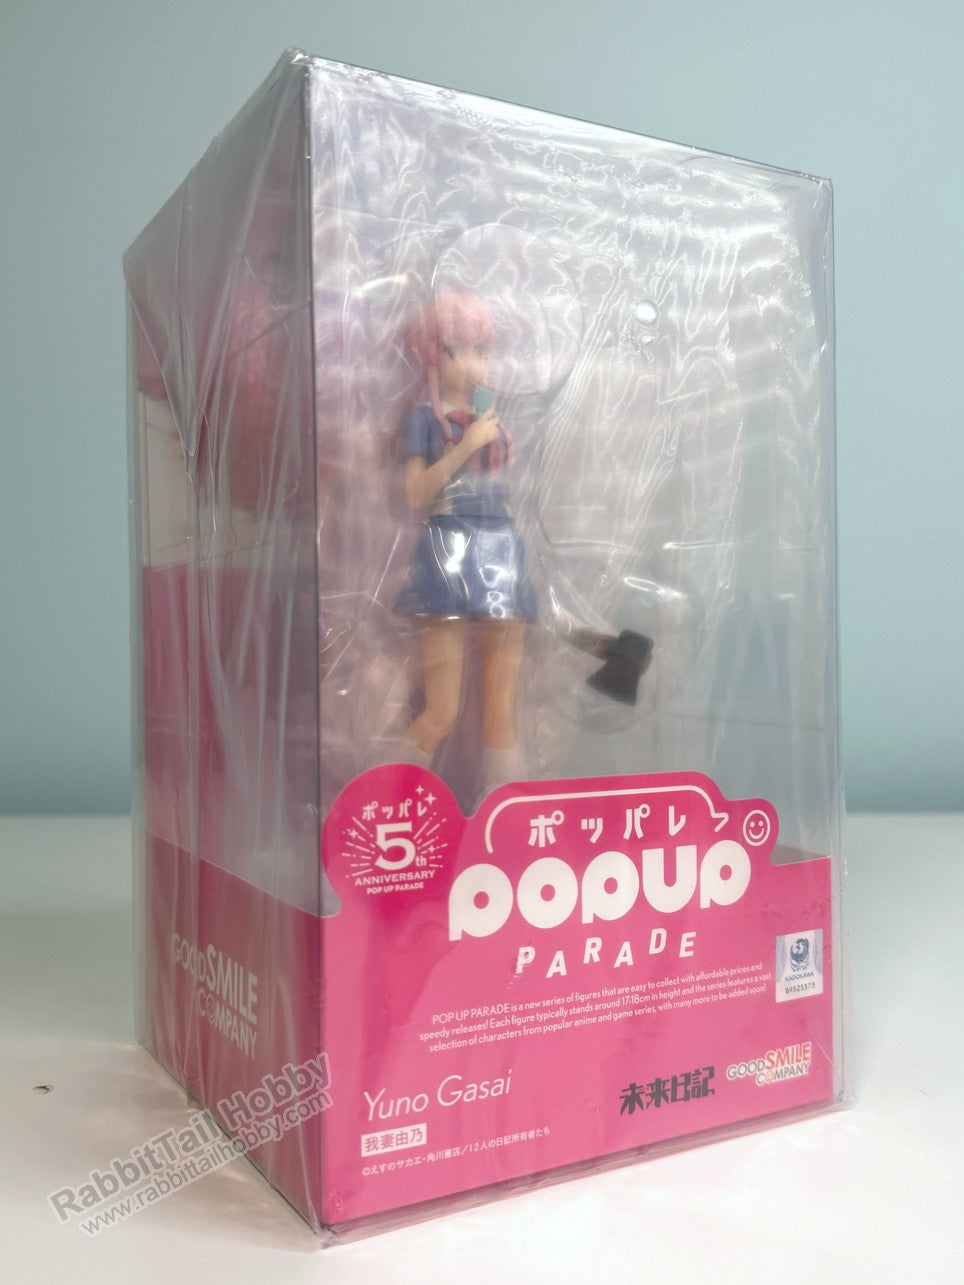 ポッパレ
5th
ANNIVERSARY
POP UP PARADE
ポッパレ
POPUP
PARADE
KADOKAWA
B9525573
POP UP PARADE is a new series of figures that are easy to collect with affordable prices and
speedy releases! Each figure typically stands around 17-18cm in height and the series features a vast
selection of characters from popular anime and game series, with many more to be added soon!
GOOD SMILE
COMPANY
GOOD SMILE
COMPANY
Yuno Gasai
未来日記
我妻由乃
©えすのサカエ・角川書店/12人の日記所有者たち
RabbitTail Hobby
www.rabbittailhobby.com